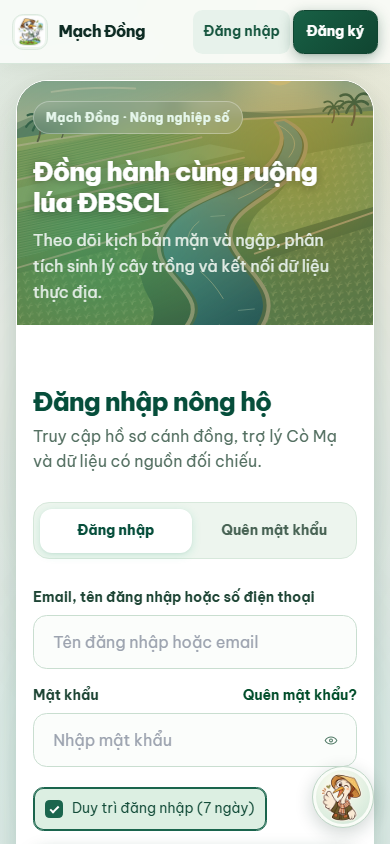 Mạch Đồng
Đăng nhập
Đăng ký
Mạch Đồng · Nông nghiệp số
Đồng hành cùng ruộng
lúa ĐBSCL
Theo dõi kịch bản mặn và ngập, phân
tích sinh lý cây trồng và kết nối dữ liệu
thực địa.
Đăng nhập nông hộ
Truy cập hồ sơ cánh đồng, trợ lý Cò Mạ
và dữ liệu có nguồn đối chiếu.
Đăng nhập
Quên mật khẩu
Email, tên đăng nhập hoặc số điện thoại
Tên đăng nhập hoặc email
Mật khẩu
Quên mật khẩu?
Nhập mật khẩu
Duy trì đăng nhập (7 ngày)